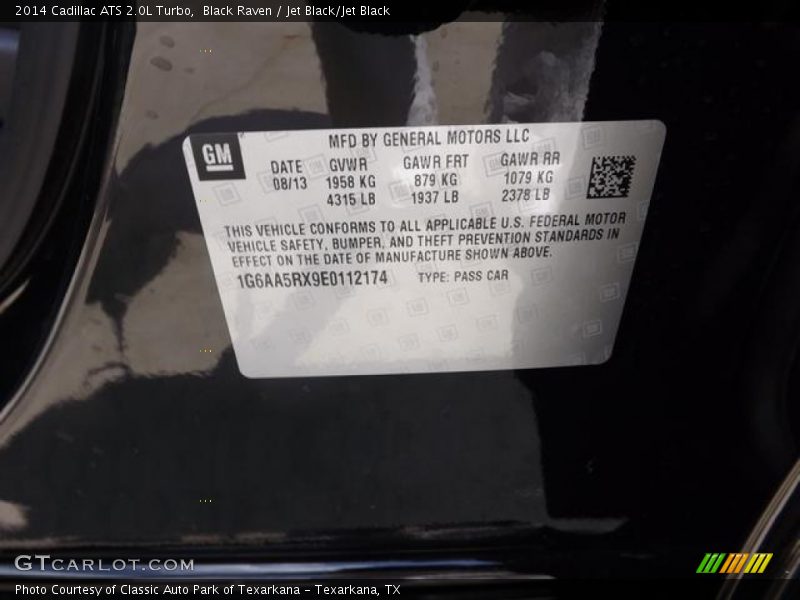 2014 Cadillac ATS 2.0L Turbo,  Black Raven / Jet Black/Jet Black
GM
MFD BY GENERAL MOTORS LLC
DATE GVWR GAWR FRT GAWR RR
08/13 1958 KG 879 KG 1079 KG
4315 LB 1937 LB 2378 LB
THIS VEHICLE CONFORMS TO ALL APPLICABLE U.S. FEDERAL MOTOR
VEHICLE SAFETY, BUMPER, AND THEFT PREVENTION STANDARDS IN
EFFECT ON THE DATE OF MANUFACTURE SHOWN ABOVE.
1G6AA5RX9E0112174 TYPE: PASS CAR
GTCARLOT.COM
Photo Courtesy of Classic Auto Park of Texarkana - Texarkana, TX